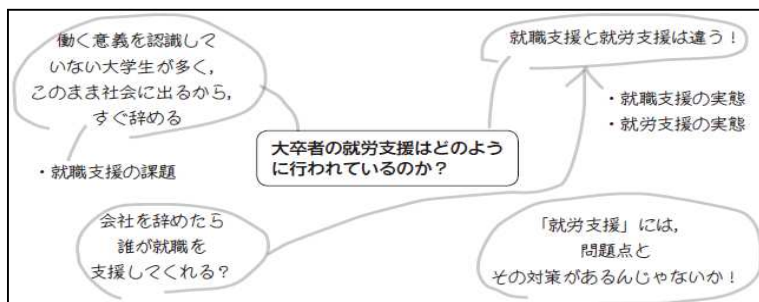 働く意義を認識して
いない大学生が多く，
このまま社会に出るから，
すぐ辞める
・就職支援の課題
大卒者の就労支援はどのよう
に行われているのか？
就職支援と就労支援は違う！
・就職支援の実態
・就労支援の実態
会社を辞めたら
誰が就職を
支援してくれる？
「就労支援」には，
問題点と
その対策があるんじゃないか！